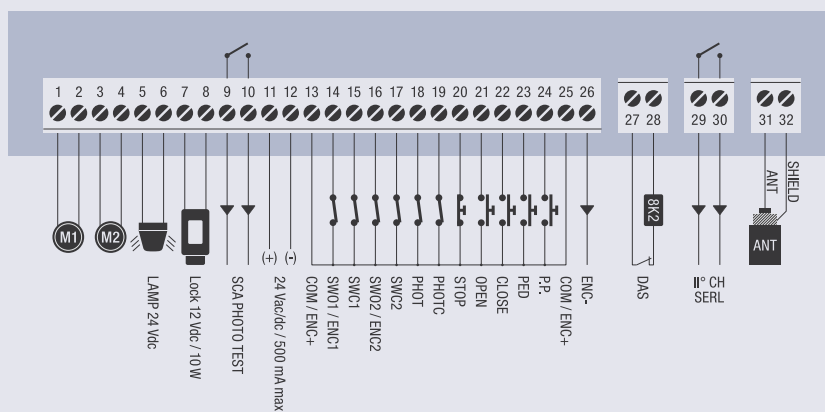 1 2 3 4 5 6 7 8 9 10 11 12 13 14 15 16 17 18 19 20 21 22 23 24 25 26
27 28
29 30
31 32
M1
M2
LAMP 24 Vdc
Lock 12 Vdc / 10 W
SCA PHOTO TEST
(+) (-)
24 Vac/dc / 500 mA max
COM / ENC+
SWO1 / ENC1
SWC1
SWO2 / ENC2
SWC2
PHOT
PHOTC
STOP
OPEN
CLOSE
PED
P.P.
COM / ENC+
ENC-
8K2
DAS
II° CH
SERL
ANT
SHIELD
ANT